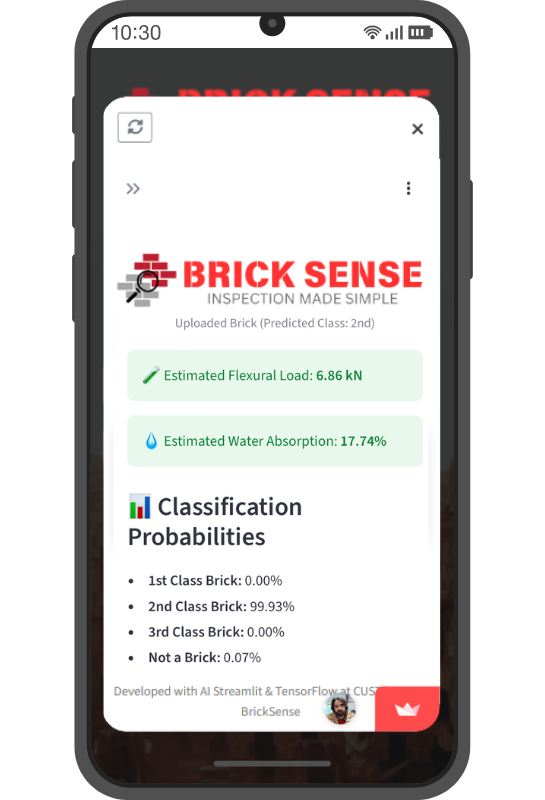 10:30
BRICK SENSE
BRICK SENSE
INSPECTION MADE SIMPLE
Uploaded Brick (Predicted Class: 2nd)
Estimated Flexural Load: 6.86 kN
Estimated Water Absorption: 17.74%
Classification
Probabilities
• 1st Class Brick: 0.00%
• 2nd Class Brick: 99.93%
• 3rd Class Brick: 0.00%
• Not a Brick: 0.07%
Developed with AI Streamlit & TensorFlow at
BrickSense